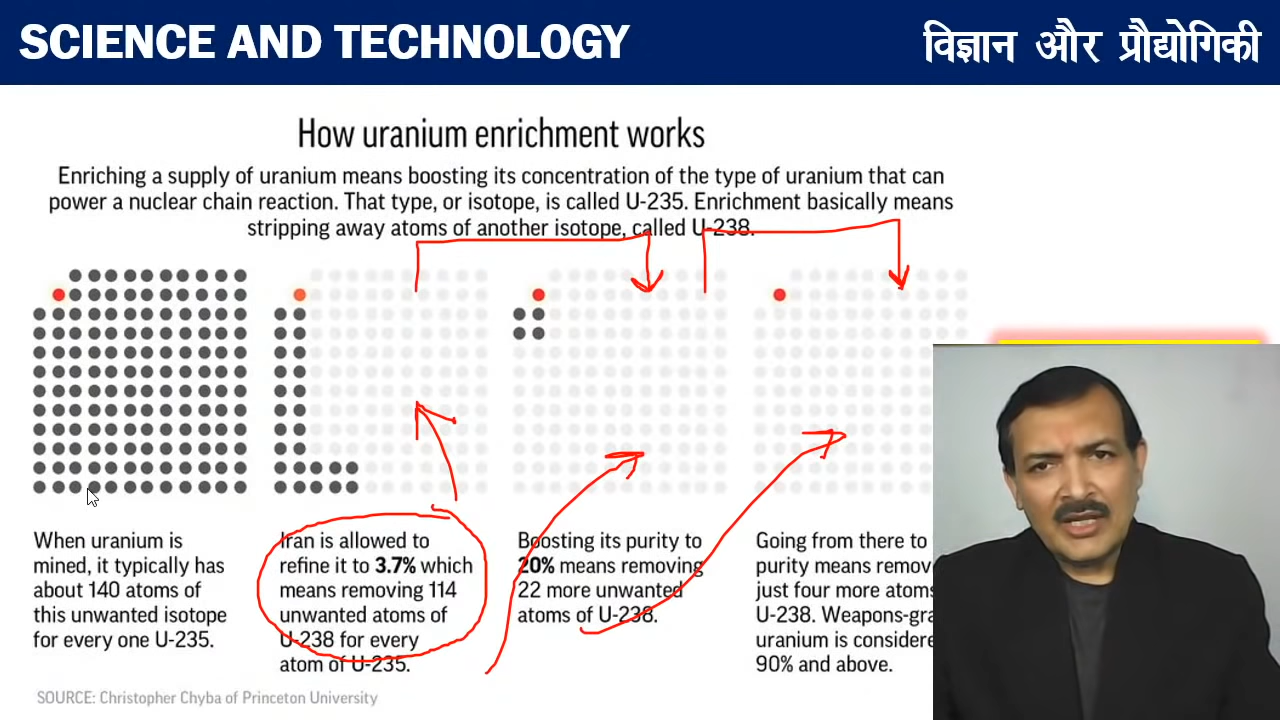 SCIENCE AND TECHNOLOGY
विज्ञान और प्रौद्योगिकी
How uranium enrichment works
Enriching a supply of uranium means boosting its concentration of the type of uranium that can
power a nuclear chain reaction. That type, or isotope, is called U-235. Enrichment basically means
stripping away atoms of another isotope, called U-238.
When uranium is
mined, it typically has
about 140 atoms of
this unwanted isotope
for every one U-235.
Iran is allowed to
refine it to 3.7% which
means removing 114
unwanted atoms of
U-238 for every
atom of U-235.
Boosting its purity to
20% means removing
22 more unwanted
atoms of U-238.
Going from there to
purity means
just four more atoms
U-238.
uranium is
90% and above.
SOURCE: Christopher Chyba of Princeton University